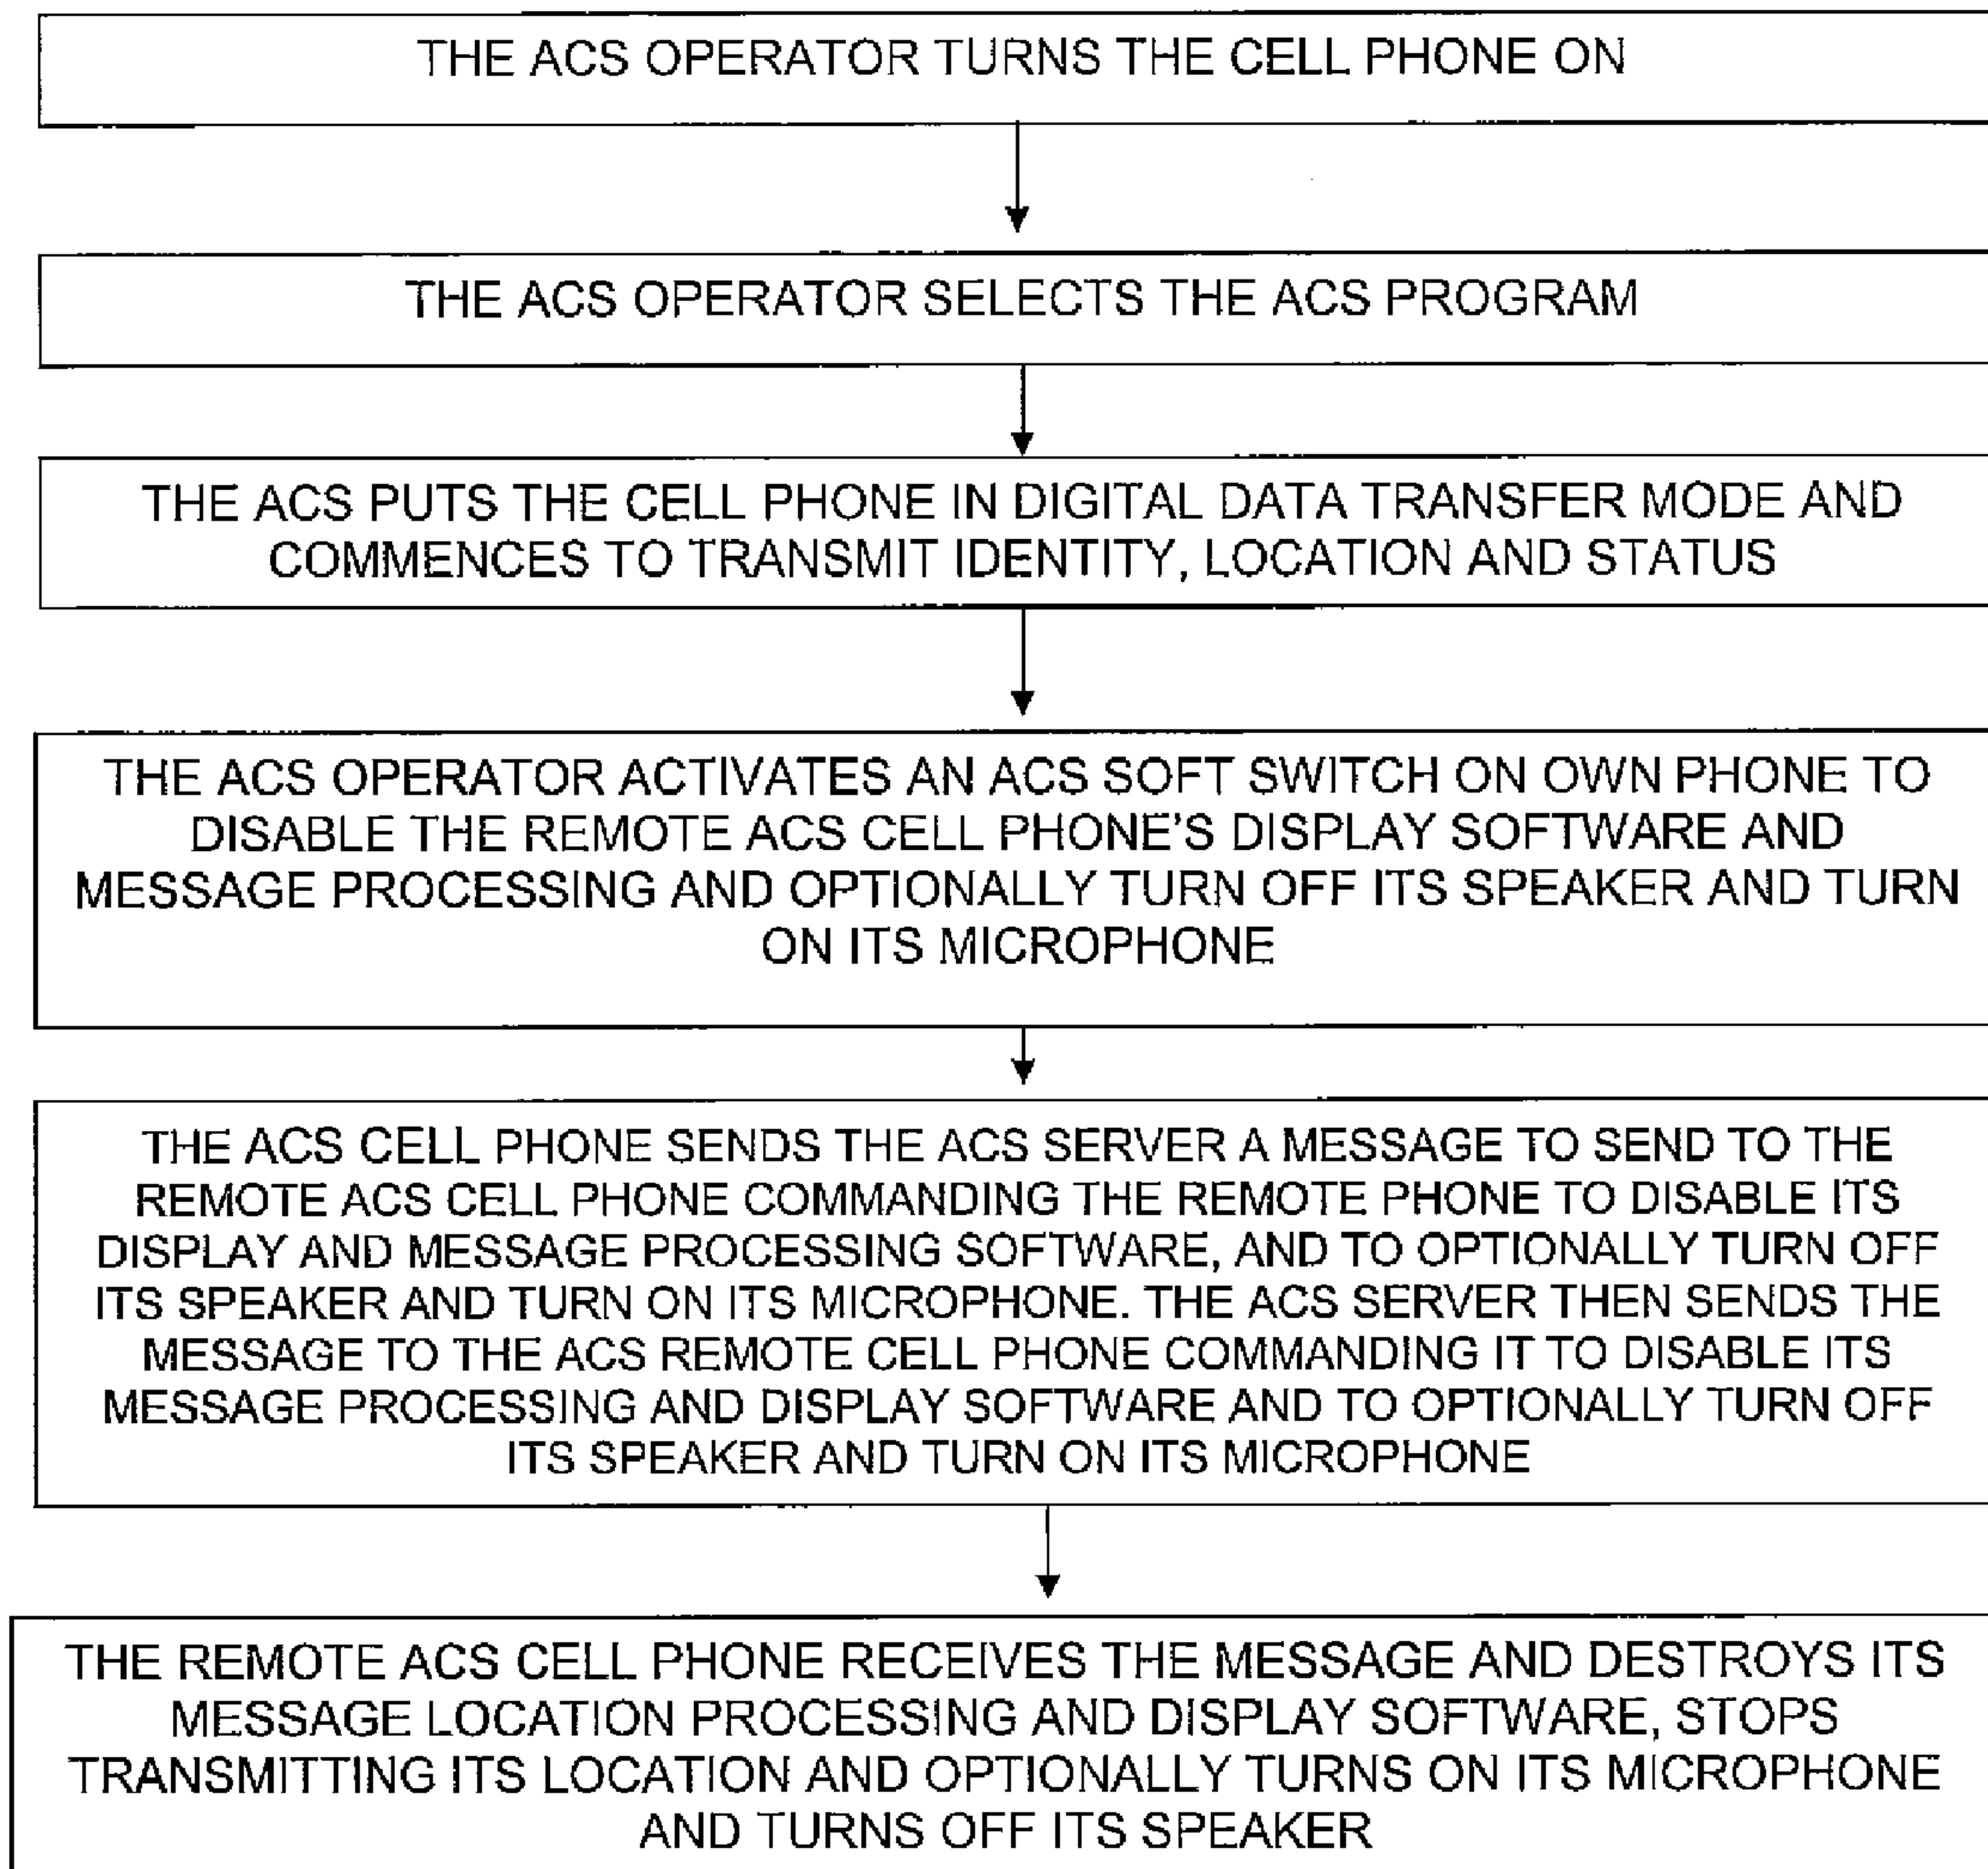 THE ACS OPERATOR TURNS THE CELL PHONE ON
THE ACS OPERATOR SELECTS THE ACS PROGRAM
THE ACS PUTS THE CELL PHONE IN DIGITAL DATA TRANSFER MODE AND
COMMENCES TO TRANSMIT IDENTITY, LOCATION AND STATUS
THE ACS OPERATOR ACTIVATES AN ACS SOFT SWITCH ON OWN PHONE TO
DISABLE THE REMOTE ACS CELL PHONE'S DISPLAY SOFTWARE AND
MESSAGE PROCESSING AND OPTIONALLY TURN OFF ITS SPEAKER AND TURN
ON ITS MICROPHONE
THE ACS CELL PHONE SENDS THE ACS SERVER A MESSAGE TO SEND TO THE
REMOTE ACS CELL PHONE COMMANDING THE REMOTE PHONE TO DISABLE ITS
DISPLAY AND MESSAGE PROCESSING SOFTWARE, AND TO OPTIONALLY TURN OFF
ITS SPEAKER AND TURN ON ITS MICROPHONE. THE ACS SERVER THEN SENDS THE
MESSAGE TO THE ACS REMOTE CELL PHONE COMMANDING IT TO DISABLE ITS
MESSAGE PROCESSING AND DISPLAY SOFTWARE AND TO OPTIONALLY TURN OFF
ITS SPEAKER AND TURN ON ITS MICROPHONE
THE REMOTE ACS CELL PHONE RECEIVES THE MESSAGE AND DESTROYS ITS
MESSAGE LOCATION PROCESSING AND DISPLAY SOFTWARE, STOPS
TRANSMITTING ITS LOCATION AND OPTIONALLY TURNS ON ITS MICROPHONE
AND TURNS OFF ITS SPEAKER